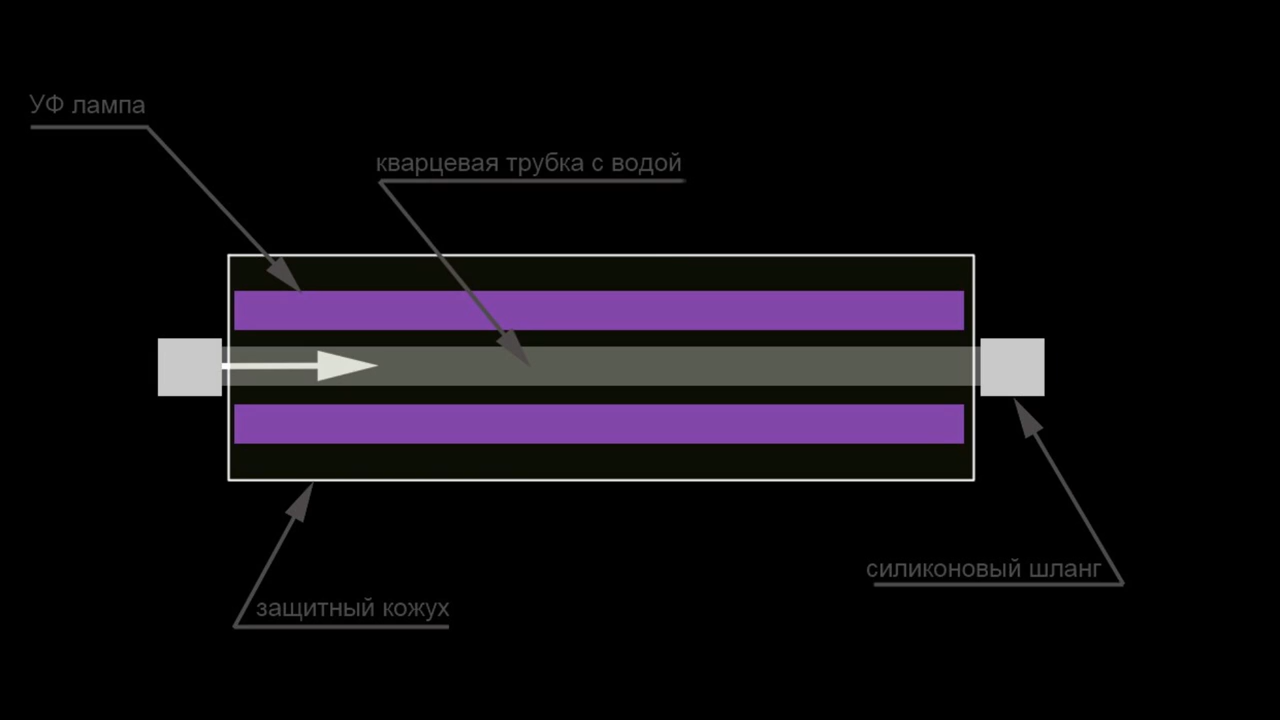 УФ лампа
кварцевая трубка с водой
силиконовый шланг
защитный кожух